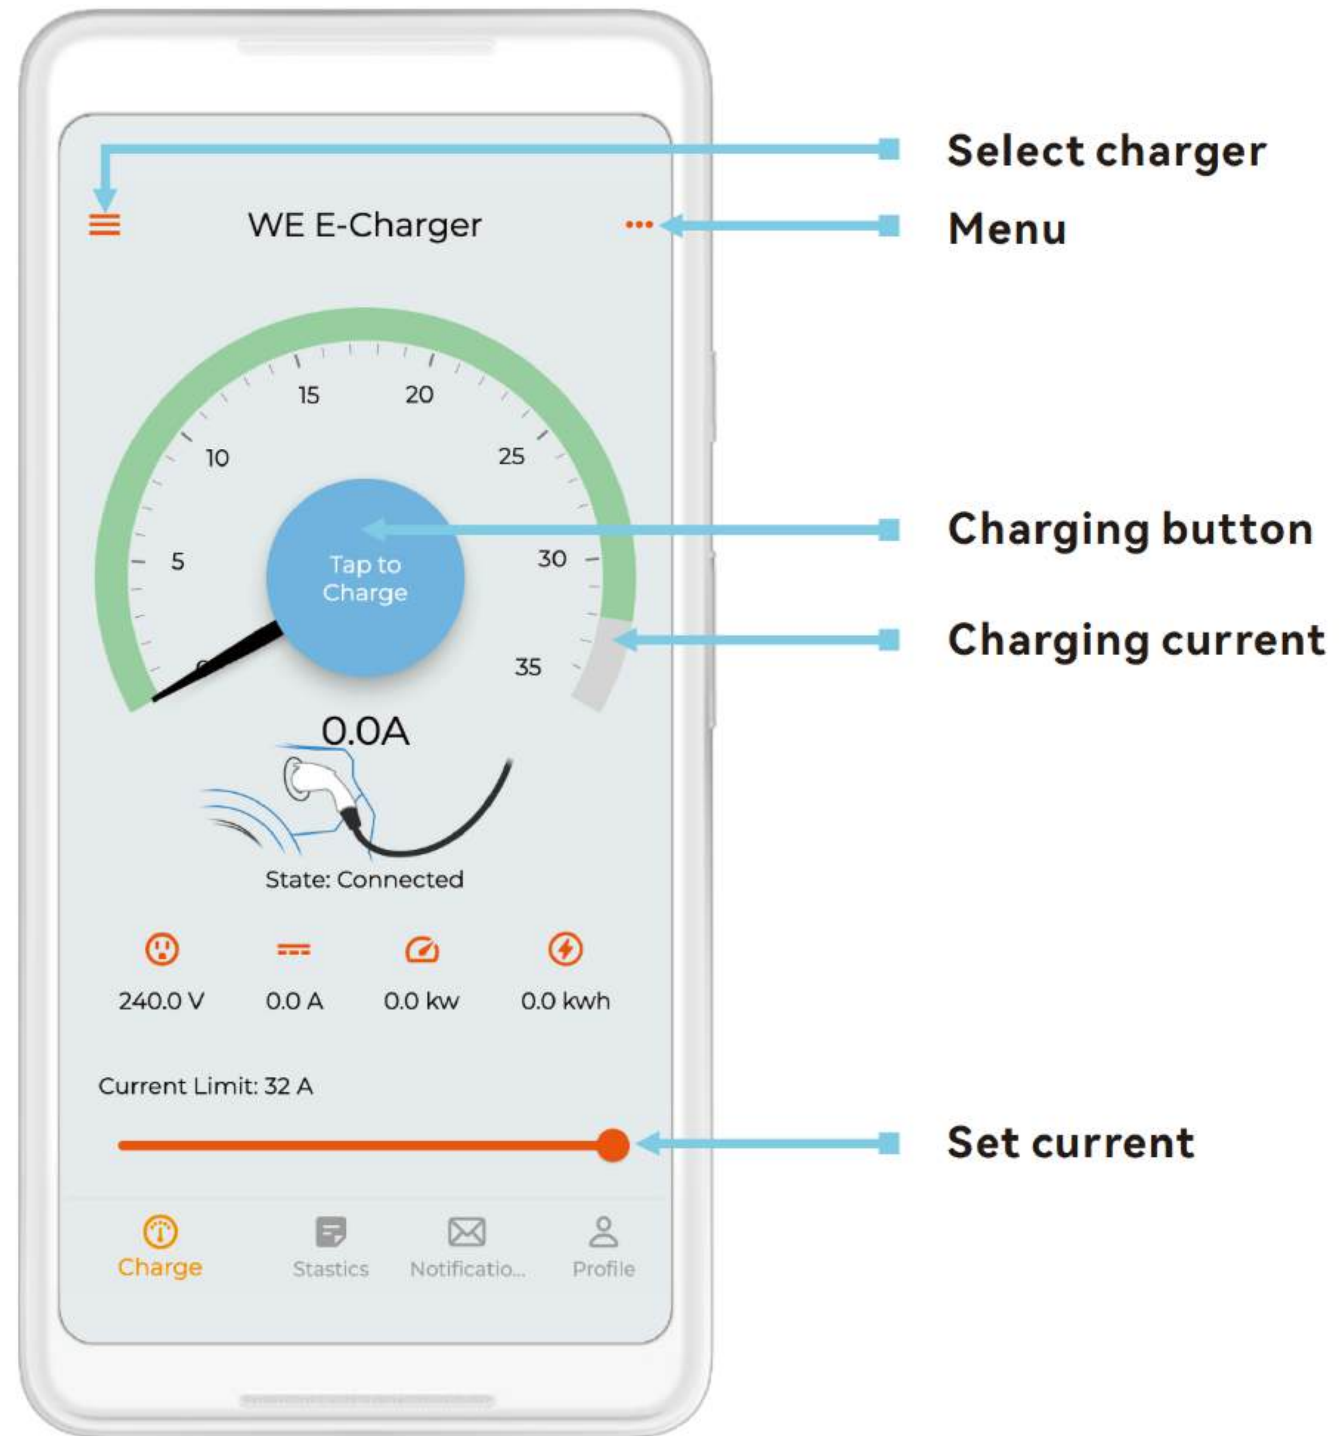 Select charger
WE E-Charger
Menu
15
20
10
25
Charging button
5
Tap to
Charge
30
Charging current
35
0.0A
State: Connected
240.0 V
0.0 A
0.0 kw
0.0 kwh
Current Limit: 32 A
Set current
Charge
Stastics
Notificatio...
Profile